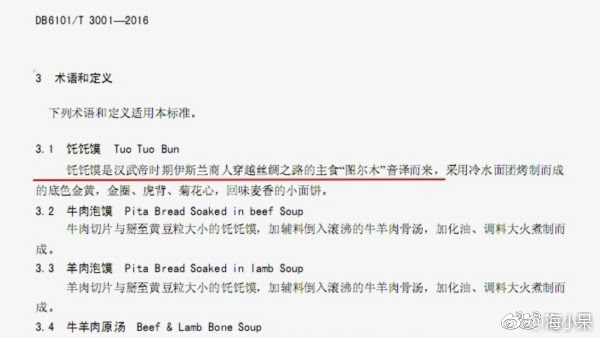 DB6101/T 3001—2016
3 术语和定义
下列术语和定义适用本标准。
3.1 饦饦馍 Tuo Tuo Bun
饦饦馍是汉武帝时期伊斯兰商人穿越丝绸之路的主食“图尔木”音译而来，采用冷水面团烤制而成
的底色金黄，金圈、虎背、菊花心，回味麦香的小面饼。
3.2 牛肉泡馍 Pita Bread Soaked in beef Soup
牛肉切片与掰至黄豆粒大小的饦饦馍，加辅料倒入滚沸的牛羊肉骨汤，加化油、调料大火煮制而
成。
3.3 羊肉泡馍 Pita Bread Soaked in lamb Soup
羊肉切片与掰至黄豆粒大小的饦饦馍，加辅料倒入滚沸的牛羊肉骨汤，加化油、调料大火煮制而
成。
3.4 牛羊肉原汤 Beef & Lamb Bone Soup
海小呆